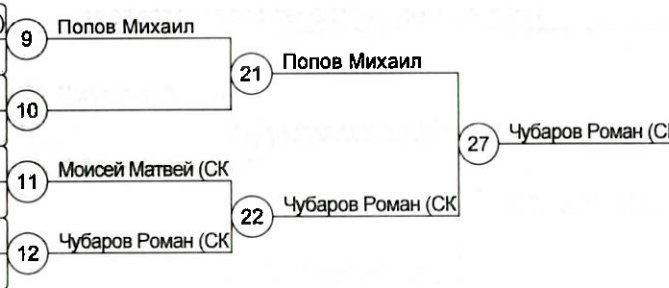 9 Попов Михаил
21 Попов Михаил
10
27 Чубаров Роман (СК
11 Моисей Матвей (СК
22 Чубаров Роман (СК
12 Чубаров Роман (СК